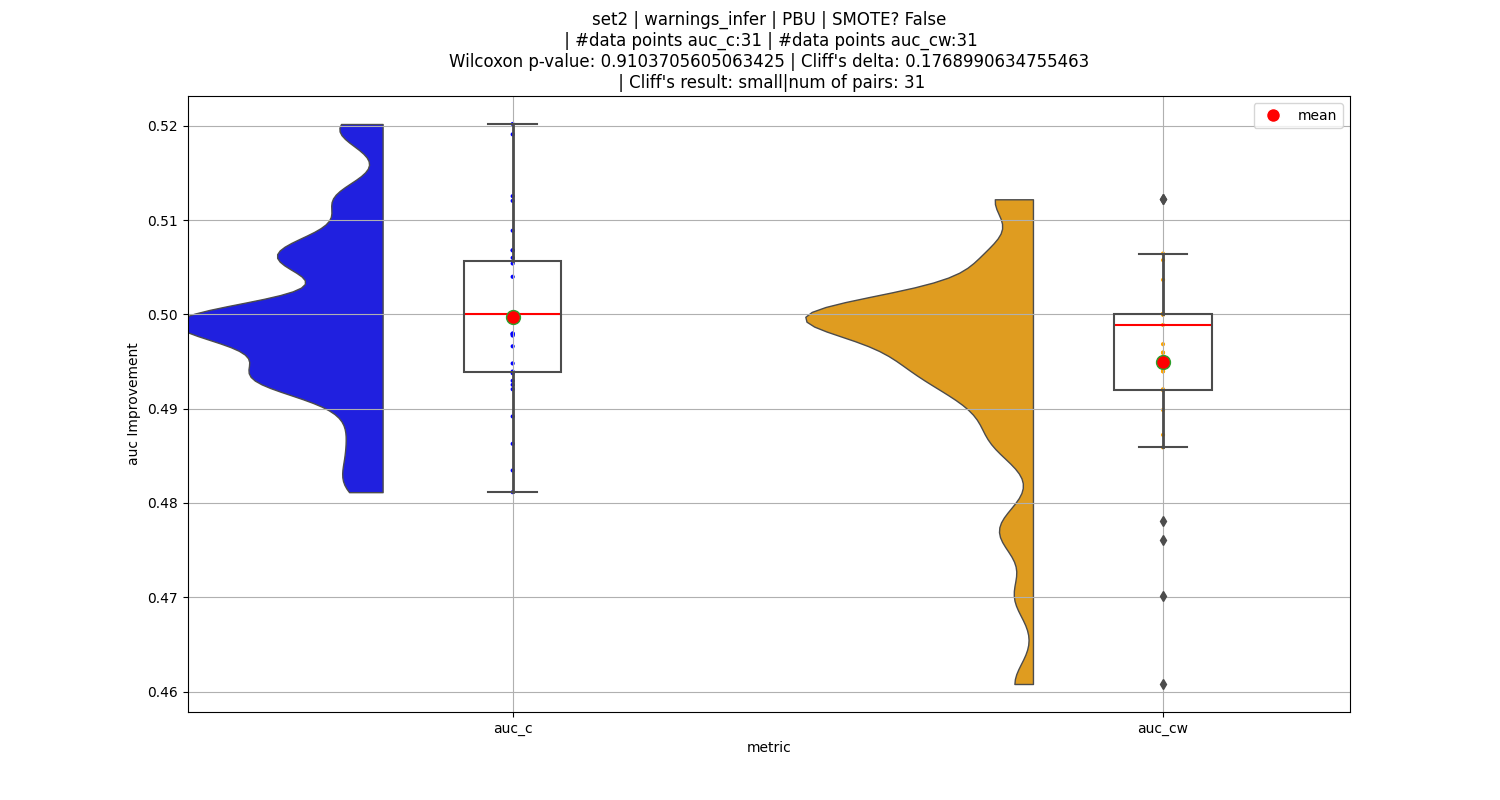 set2 | warnings_infer | PBU | SMOTE? False
| #data points auc_c:31 | #data points auc_cw:31
Wilcoxon p-value: 0.9103705605063425 | Cliff's delta: 0.1768990634755463
| Cliff's result: small|num of pairs: 31
mean
0.52
0.51
0.50
0.49
0.48
0.47
0.46
auc Improvement
auc_c
auc_cw
metric